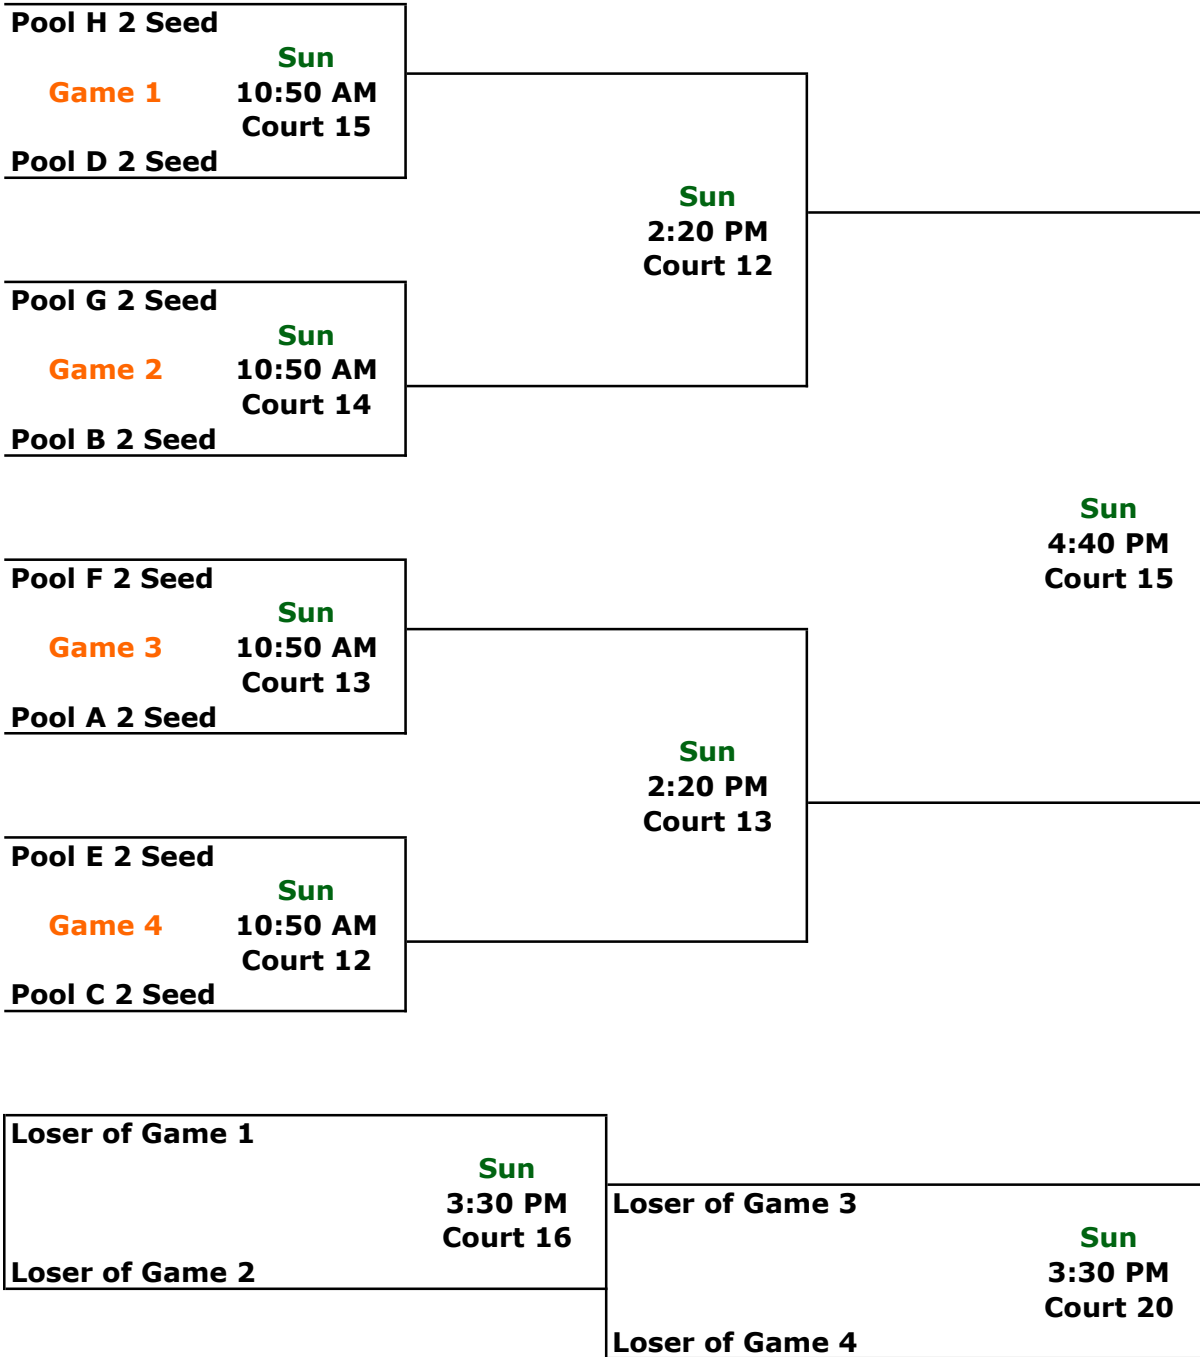 Pool H 2 Seed
Sun
Game 1 10:50 AM
Court 15
Pool D 2 Seed
Sun
2:20 PM
Court 12
Pool G 2 Seed
Sun
Game 2 10:50 AM
Court 14
Pool B 2 Seed
Sun
4:40 PM
Court 15
Pool F 2 Seed
Sun
Game 3 10:50 AM
Court 13
Pool A 2 Seed
Sun
2:20 PM
Court 13
Pool E 2 Seed
Sun
Game 4 10:50 AM
Court 12
Pool C 2 Seed
Loser of Game 1
Sun
3:30 PM
Court 16
Loser of Game 2
Loser of Game 3
Sun
3:30 PM
Court 20
Loser of Game 4